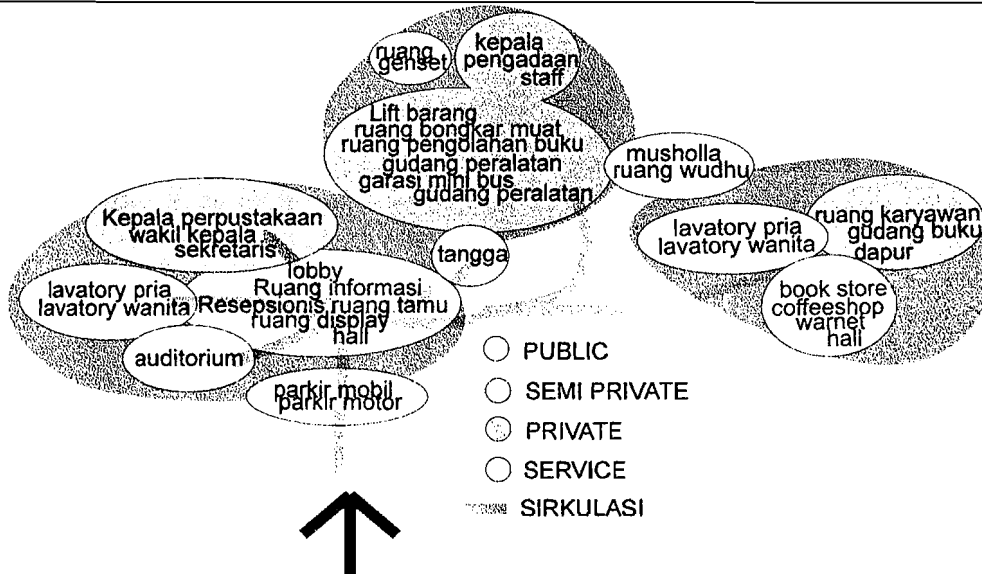 ruang
genset
kepala
pengadaan
staff
Lift barang
ruang bongkar muat
ruang pengolahan buku
gudang peralatan
garasi mini bus
gudang peralatan
musholla
ruang wudhu
Kepala perpustakaan
wakil kepala
sekretaris
tangga
lavatory pria
lavatory wanita
ruang karyawan
gudang buku
dapur
lobby
Ruang informasi
Resepsionis ruang tamu
ruang display
hall
lavatory pria
lavatory wanita
book store
coffeeshop
warnet
hall
auditorium
parkir mobil
parkir motor
PUBLIC
SEMI PRIVATE
PRIVATE
SERVICE
SIRKULASI